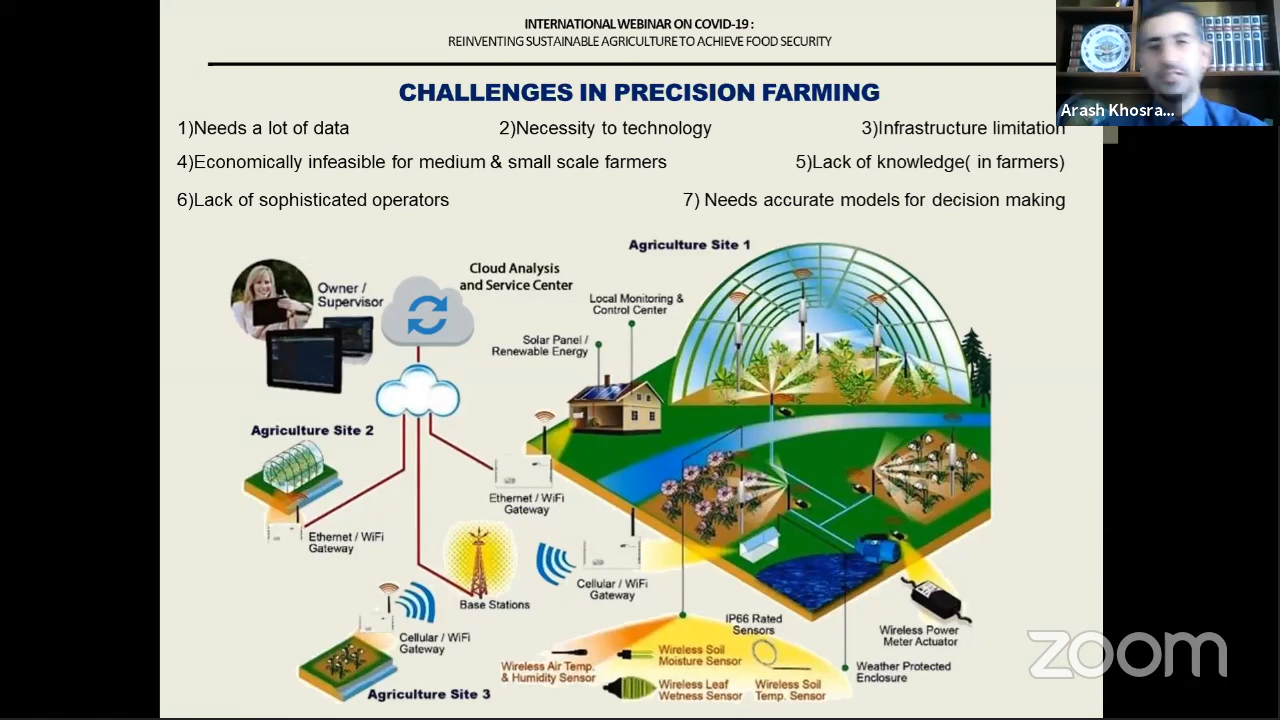 INTERNATIONAL WEBINAR ON COVID-19 :
REINVENTING SUSTAINABLE AGRICULTURE TO ACHIEVE FOOD SECURITY
Arash Khosra...
CHALLENGES IN PRECISION FARMING
1)Needs a lot of data 2)Necessity to technology 3)Infrastructure limitation
4)Economically infeasible for medium & small scale farmers 5)Lack of knowledge( in farmers)
6)Lack of sophisticated operators 7) Needs accurate models for decision making
Agriculture Site 1
Cloud Analysis
and Service Center
Owner /
Supervisor
Local Monitoring &
Control Center
Solar Panel /
Renewable Energy
Agriculture Site 2
Ethernet / WiFi
Gateway
Ethernet / WiFi
Gateway
Cellular / WiFi
Gateway
Base Stations
Cellular / WiFi
Gateway
Agriculture Site 3
IP66 Rated
Sensors
Wireless Air Temp.
& Humidity Sensor
Wireless Soil
Moisture Sensor
Wireless Leaf
Wetness Sensor
Wireless Soil
Temp. Sensor
Wireless Power
Meter Actuator
Weather Protected
Enclosure
zoom